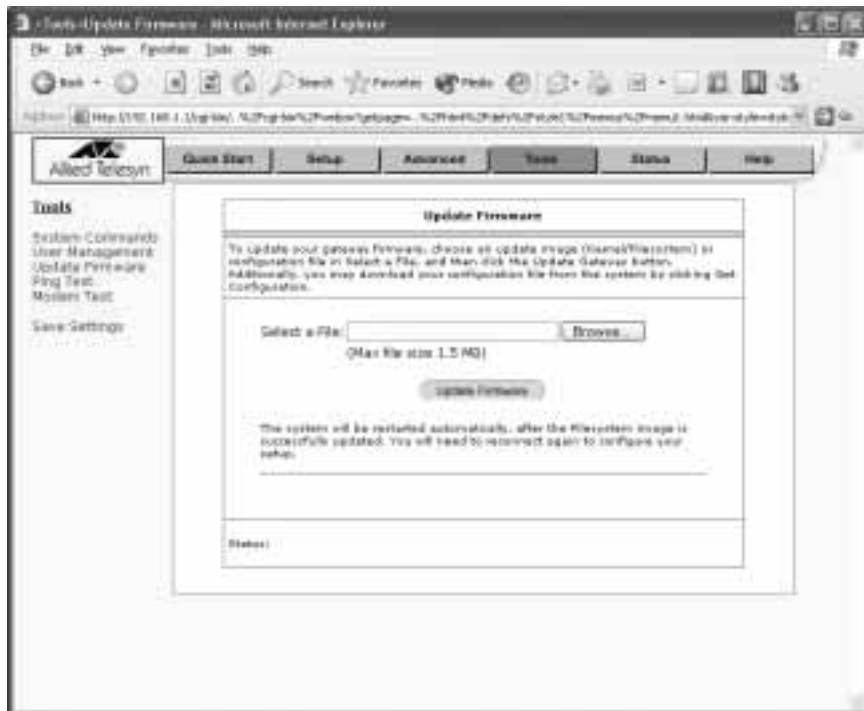 Tools-Update Firmware - Microsoft Internet Explorer
File Edit View Favorites Tools Help
Back Search Favorites Media
Address
Allied Telesyn
Quick Start Setup Advanced Tools Status Help
Tools
System Commands
User Management
Update Firmware
Ping Test
Modem Test
Save Settings
Update Firmware
To update your gateway firmware, choose an update image (Kernel/Filesystem) or
configuration file in Select a File, and then click the Update Gateway button.
Additionally, you may download your configuration file from the system by clicking Get
Configuration.
Select a File: Browse...
(Max file size 1.5 MB)
Update Firmware
The system will be restarted automatically, after the Filesystem image is
successfully updated. You will need to reconnect again to configure your
setup.
Status: